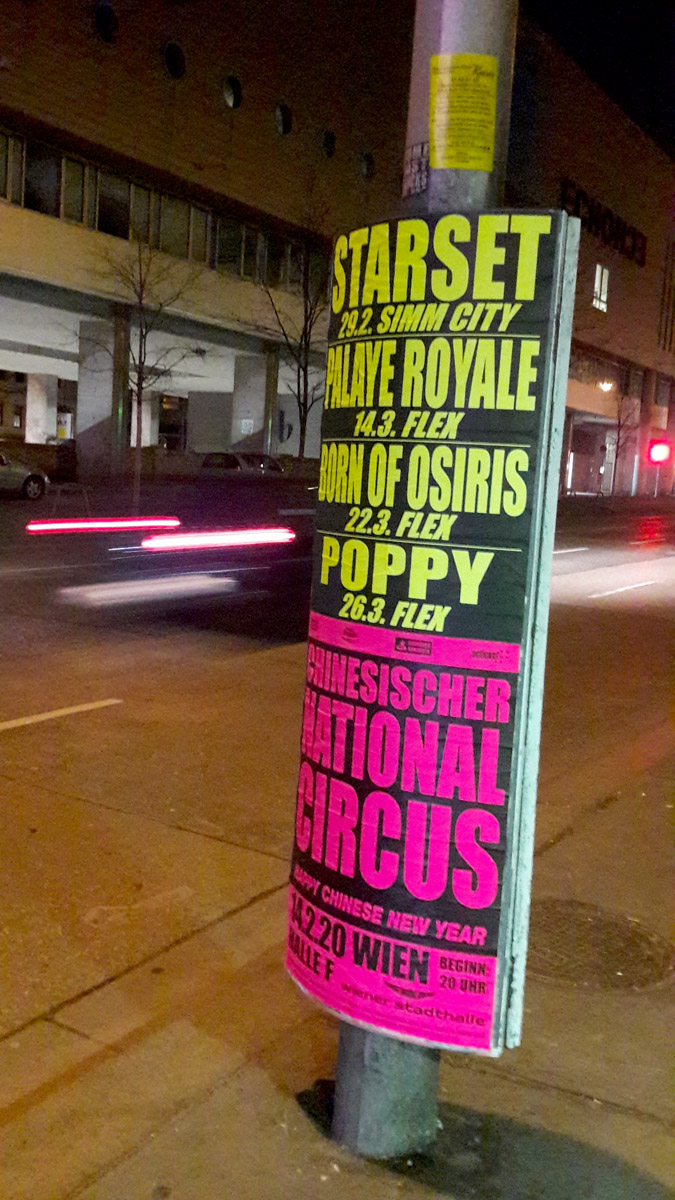 STARSET
29.2. SIMM CITY
PALAYE ROYALE
14.3. FLEX
BORN OF OSIRIS
22.3. FLEX
POPPY
26.3. FLEX
CHINESISCHER
NATIONAL
CIRCUS
HAPPY CHINESE NEW YEAR
14.2.20 WIEN
HALLE F
BEGINN:
20 UHR
wiener stadthalle